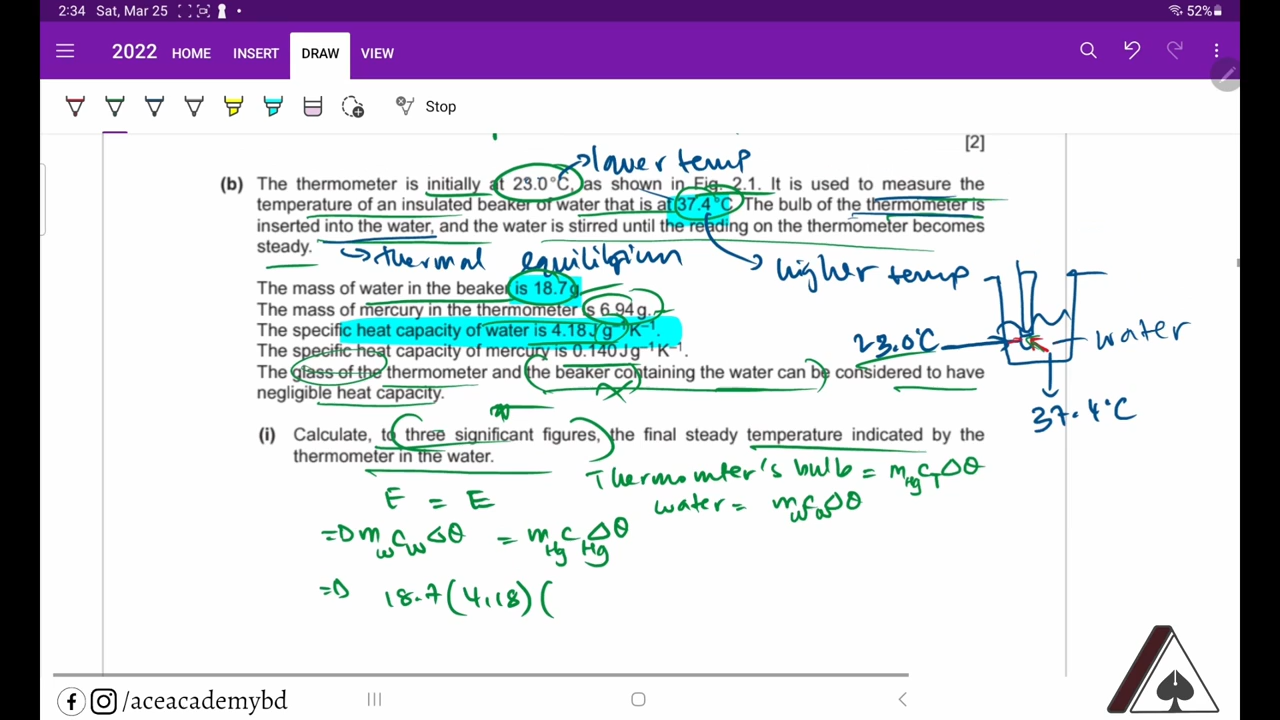 2:34 Sat, Mar 25
52%
2022 HOME INSERT DRAW VIEW
Stop
[2]
→lower temp
(b) The thermometer is initially at 23.0°C, as shown in Fig. 2.1. It is used to measure the
temperature of an insulated beaker of water that is at 37.4°C. The bulb of the thermometer is
inserted into the water, and the water is stirred until the reading on the thermometer becomes
steady.
→thermal equilibrium
→ higher temp
The mass of water in the beaker is 18.7g.
The mass of mercury in the thermometer is 6.94g.
The specific heat capacity of water is 4.18 J g⁻¹K⁻¹.
The specific heat capacity of mercury is 0.140 J g⁻¹K⁻¹.
The glass of the thermometer and the beaker containing the water can be considered to have
negligible heat capacity.
23.0°C
water
37.4°C
(i) Calculate, to three significant figures, the final steady temperature indicated by the
thermometer in the water.
Thermometer's bulb = m_Hg c_T Δθ
water = m_w c_w Δθ
E = E
⇒ m_w c_w Δθ = m_Hg c_Hg Δθ
⇒ 18.7(4.18)(
/aceacademybd